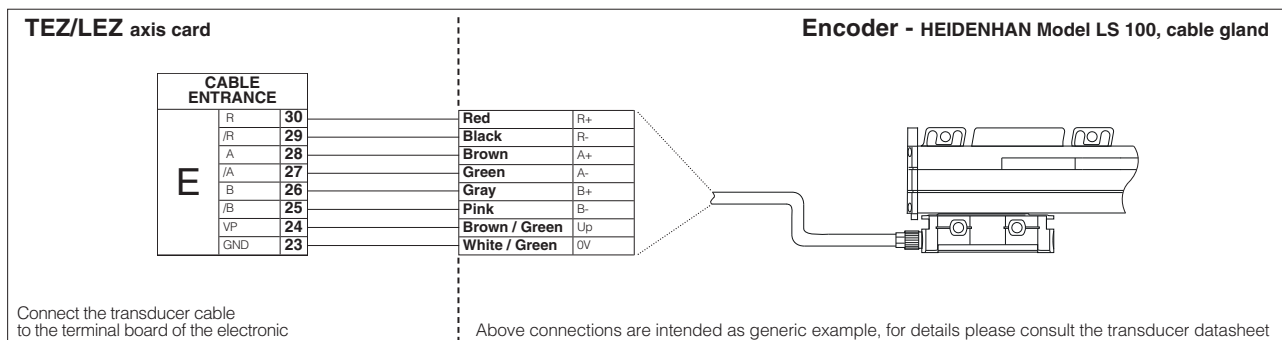 TEZ/LEZ axis card
Encoder - HEIDENHAN Model LS 100, cable gland
CABLE
ENTRANCE
E
R 30 Red R+
/R 29 Black R-
A 28 Brown A+
/A 27 Green A-
B 26 Gray B+
/B 25 Pink B-
VP 24 Brown / Green Up
GND 23 White / Green 0V
Connect the transducer cable
to the terminal board of the electronic
Above connections are intended as generic example, for details please consult the transducer datasheet